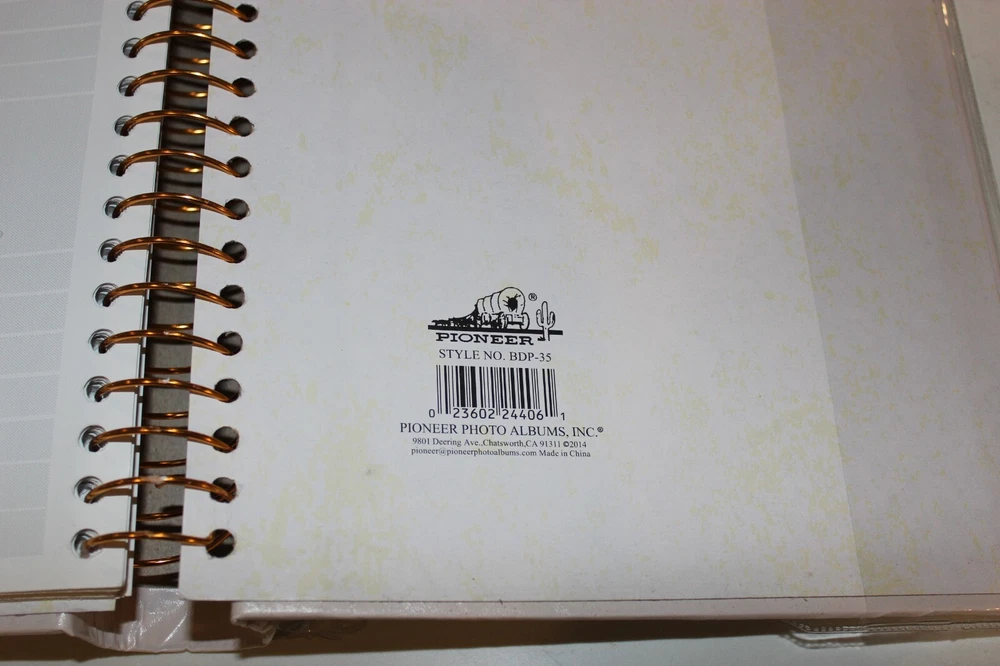 ®
PIONEER
STYLE NO. BDP-35
0 23602 24406 1
PIONEER PHOTO ALBUMS, INC.®
9801 Deering Ave.,Chatsworth,CA 91311 ©2014
pioneer@pioneerphotoalbums.com Made in China